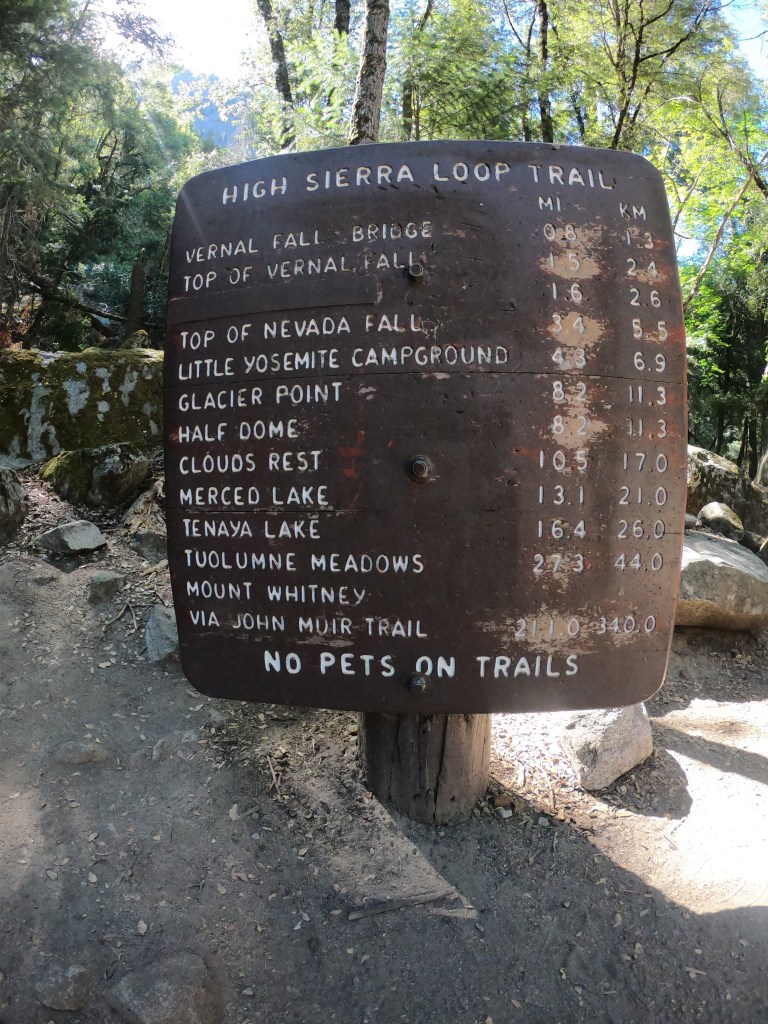 HIGH SIERRA LOOP TRAIL
MI KM
VERNAL FALL BRIDGE 0.8 1.3
TOP OF VERNAL FALL 1.5 2.4
1.6 2.6
TOP OF NEVADA FALL 3.4 5.5
LITTLE YOSEMITE CAMPGROUND 4.3 6.9
GLACIER POINT 8.2 11.3
HALF DOME 8.2 11.3
CLOUDS REST 10.5 17.0
MERCED LAKE 13.1 21.0
TENAYA LAKE 16.4 26.0
TUOLUMNE MEADOWS 27.3 44.0
MOUNT WHITNEY
VIA JOHN MUIR TRAIL 211.0 340.0
NO PETS ON TRAILS